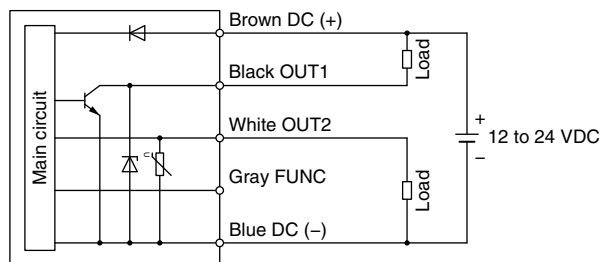 Brown DC (+)
Load
Black OUT1
Main circuit
White OUT2
+
12 to 24 VDC
−
Gray FUNC
Load
Blue DC (−)